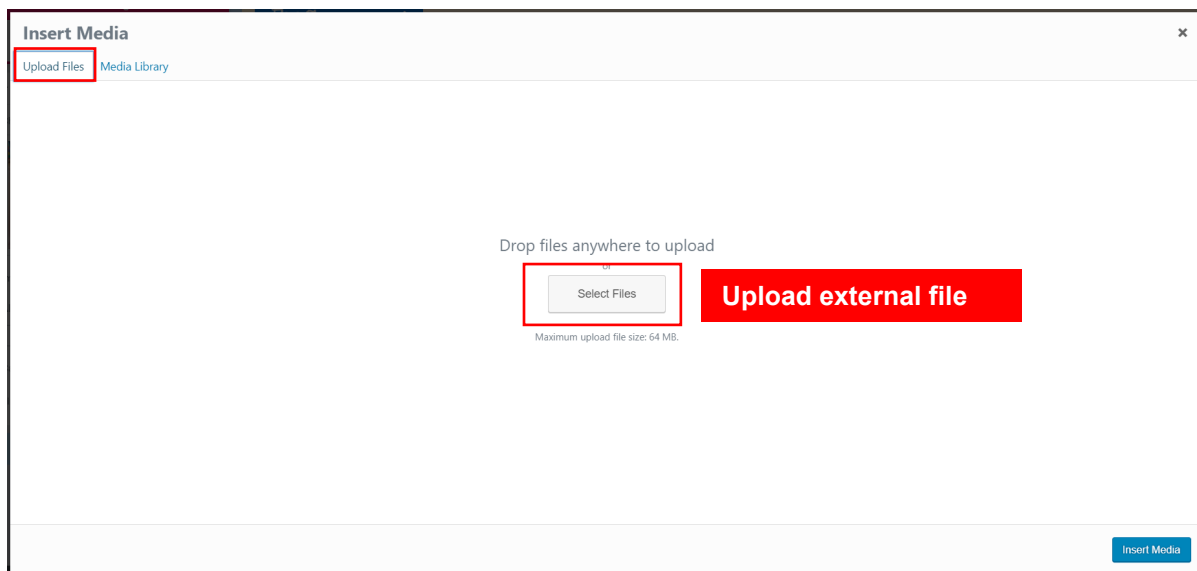 Insert Media
×
Upload Files Media Library
Drop files anywhere to upload
or
Select Files
Upload external file
Maximum upload file size: 64 MB.
Insert Media